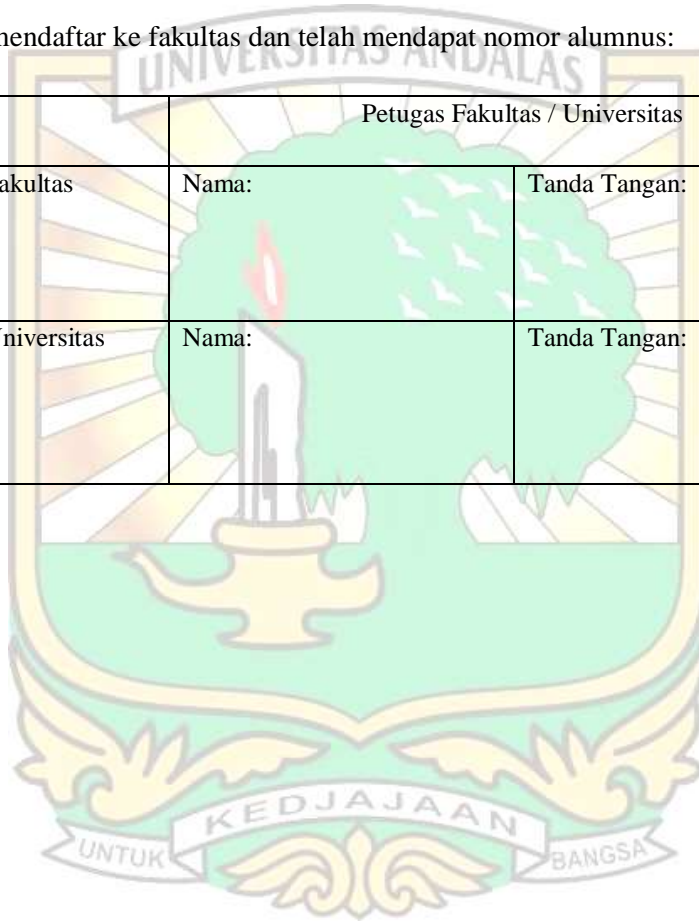 mendaftar ke fakultas dan telah mendapat nomor alumnus:
UNIVERSITAS ANDALAS
Petugas Fakultas / Universitas
akultas Nama: Tanda Tangan:
niversitas Nama: Tanda Tangan:
KEDJAJAAN
UNTUK BANGSA